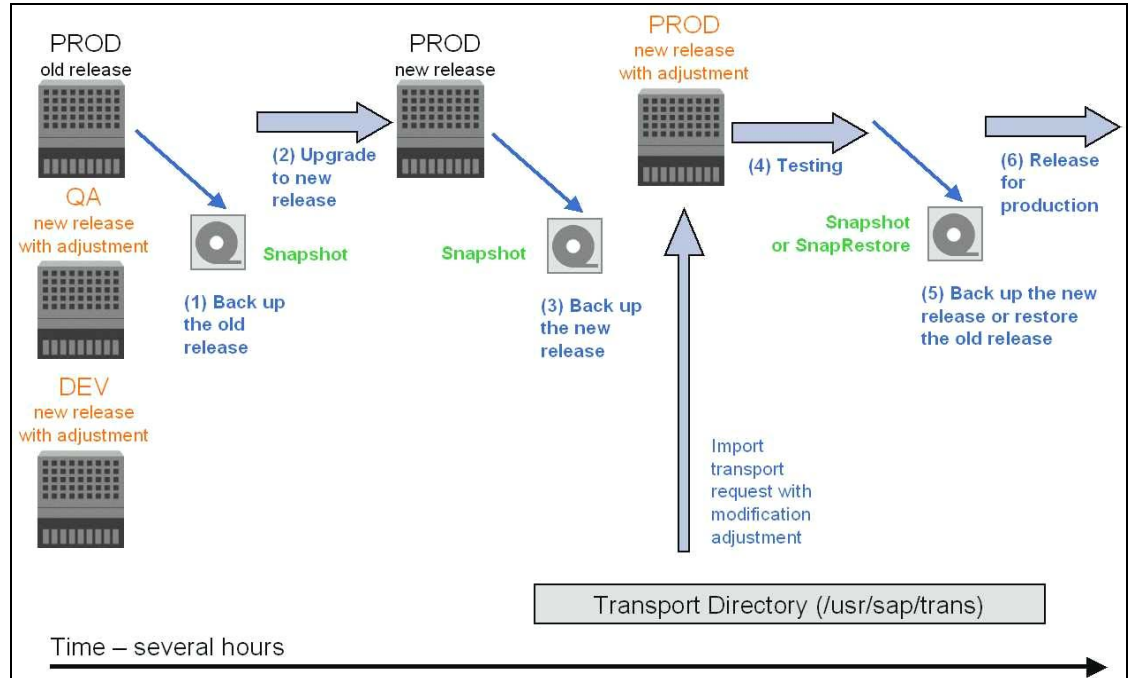 PROD
old release
QA
new release
with adjustment
DEV
new release
with adjustment
Snapshot
(1) Back up
the old
release
(2) Upgrade
to new
release
PROD
new release
Snapshot
(3) Back up
the new
release
PROD
new release
with adjustment
Import
transport
request with
modification
adjustment
(4) Testing
Snapshot
or SnapRestore
(5) Back up the new
release or restore
the old release
(6) Release
for
production
Transport Directory (/usr/sap/trans)
Time – several hours